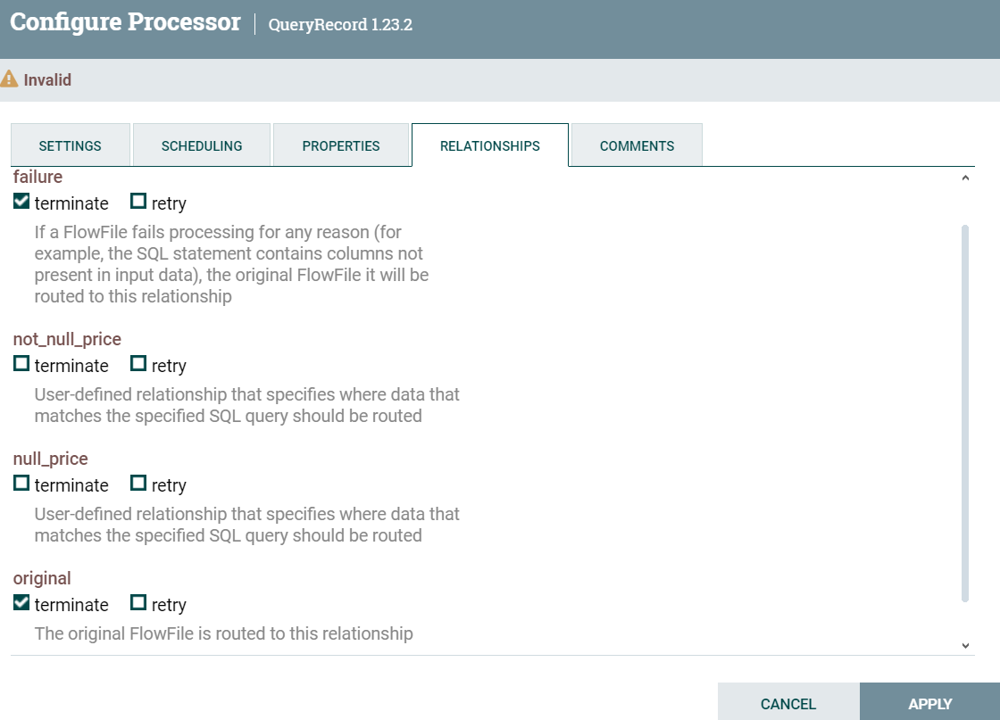 Configure Processor | QueryRecord 1.23.2
Invalid
SETTINGS SCHEDULING PROPERTIES RELATIONSHIPS COMMENTS
failure
terminate retry
If a FlowFile fails processing for any reason (for
example, the SQL statement contains columns not
present in input data), the original FlowFile it will be
routed to this relationship
not_null_price
terminate retry
User-defined relationship that specifies where data that
matches the specified SQL query should be routed
null_price
terminate retry
User-defined relationship that specifies where data that
matches the specified SQL query should be routed
original
terminate retry
The original FlowFile is routed to this relationship
CANCEL APPLY